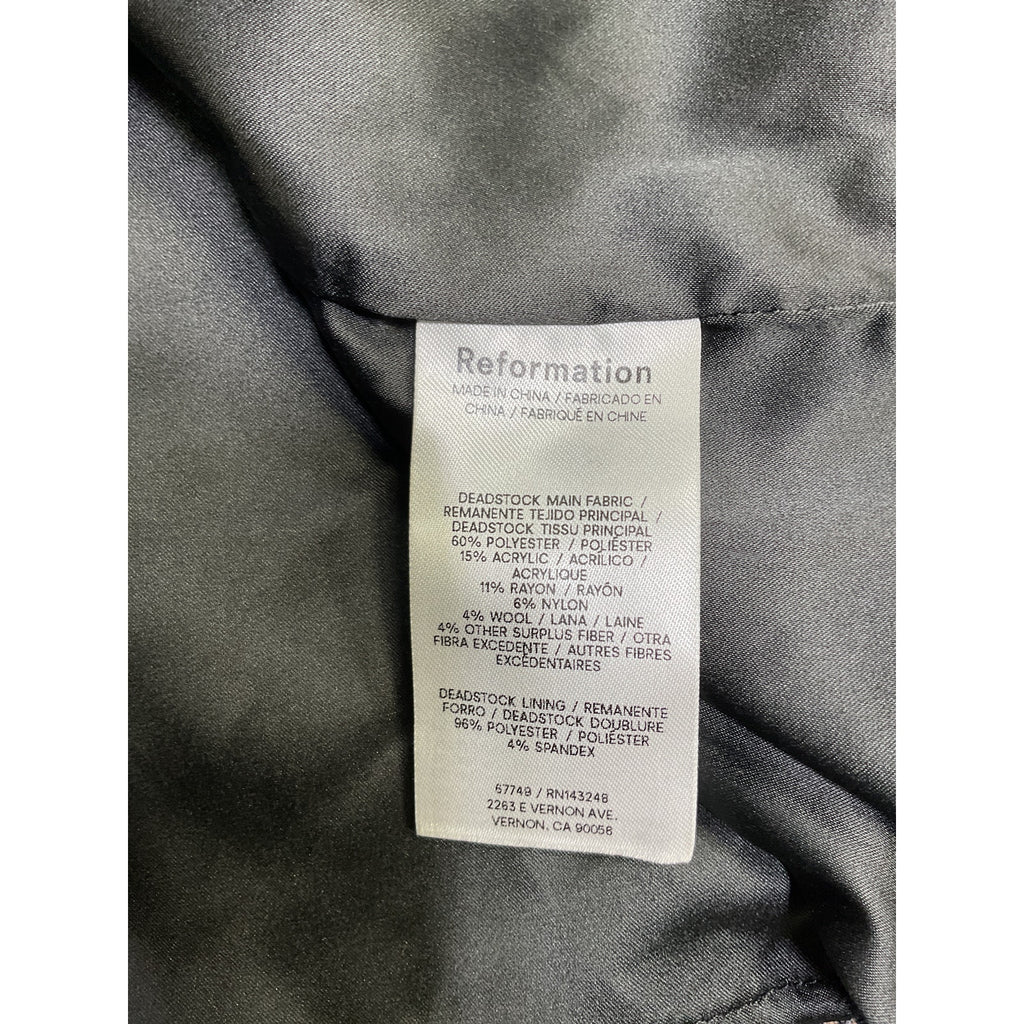 Reformation
MADE IN CHINA / FABRICADO EN
CHINA / FABRIQUÉ EN CHINE
DEADSTOCK MAIN FABRIC /
REMANENTE TEJIDO PRINCIPAL /
DEADSTOCK TISSU PRINCIPAL
60% POLYESTER / POLIÉSTER
15% ACRYLIC / ACRÍLICO /
ACRYLIQUE
11% RAYON / RAYÓN
6% NYLON
4% WOOL / LANA / LAINE
4% OTHER SURPLUS FIBER / OTRA
FIBRA EXCEDENTE / AUTRES FIBRES
EXCÉDENTAIRES
DEADSTOCK LINING / REMANENTE
FORRO / DEADSTOCK DOUBLURE
96% POLYESTER / POLIÉSTER
4% SPANDEX
67749 / RN143248
2263 E VERNON AVE.
VERNON, CA 90058